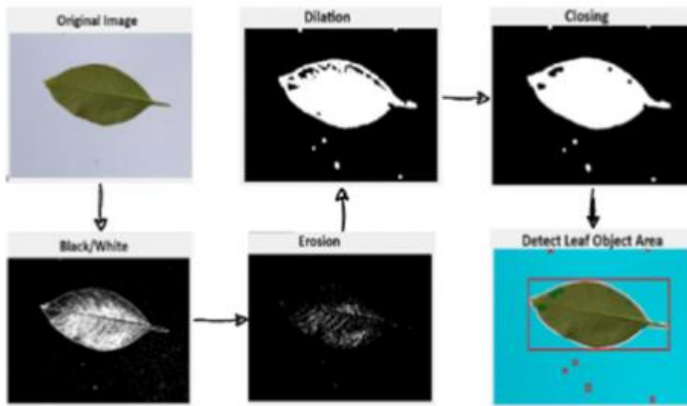 Original Image
Dilation
Closing
Black/White
Erosion
Detect Leaf Object Area